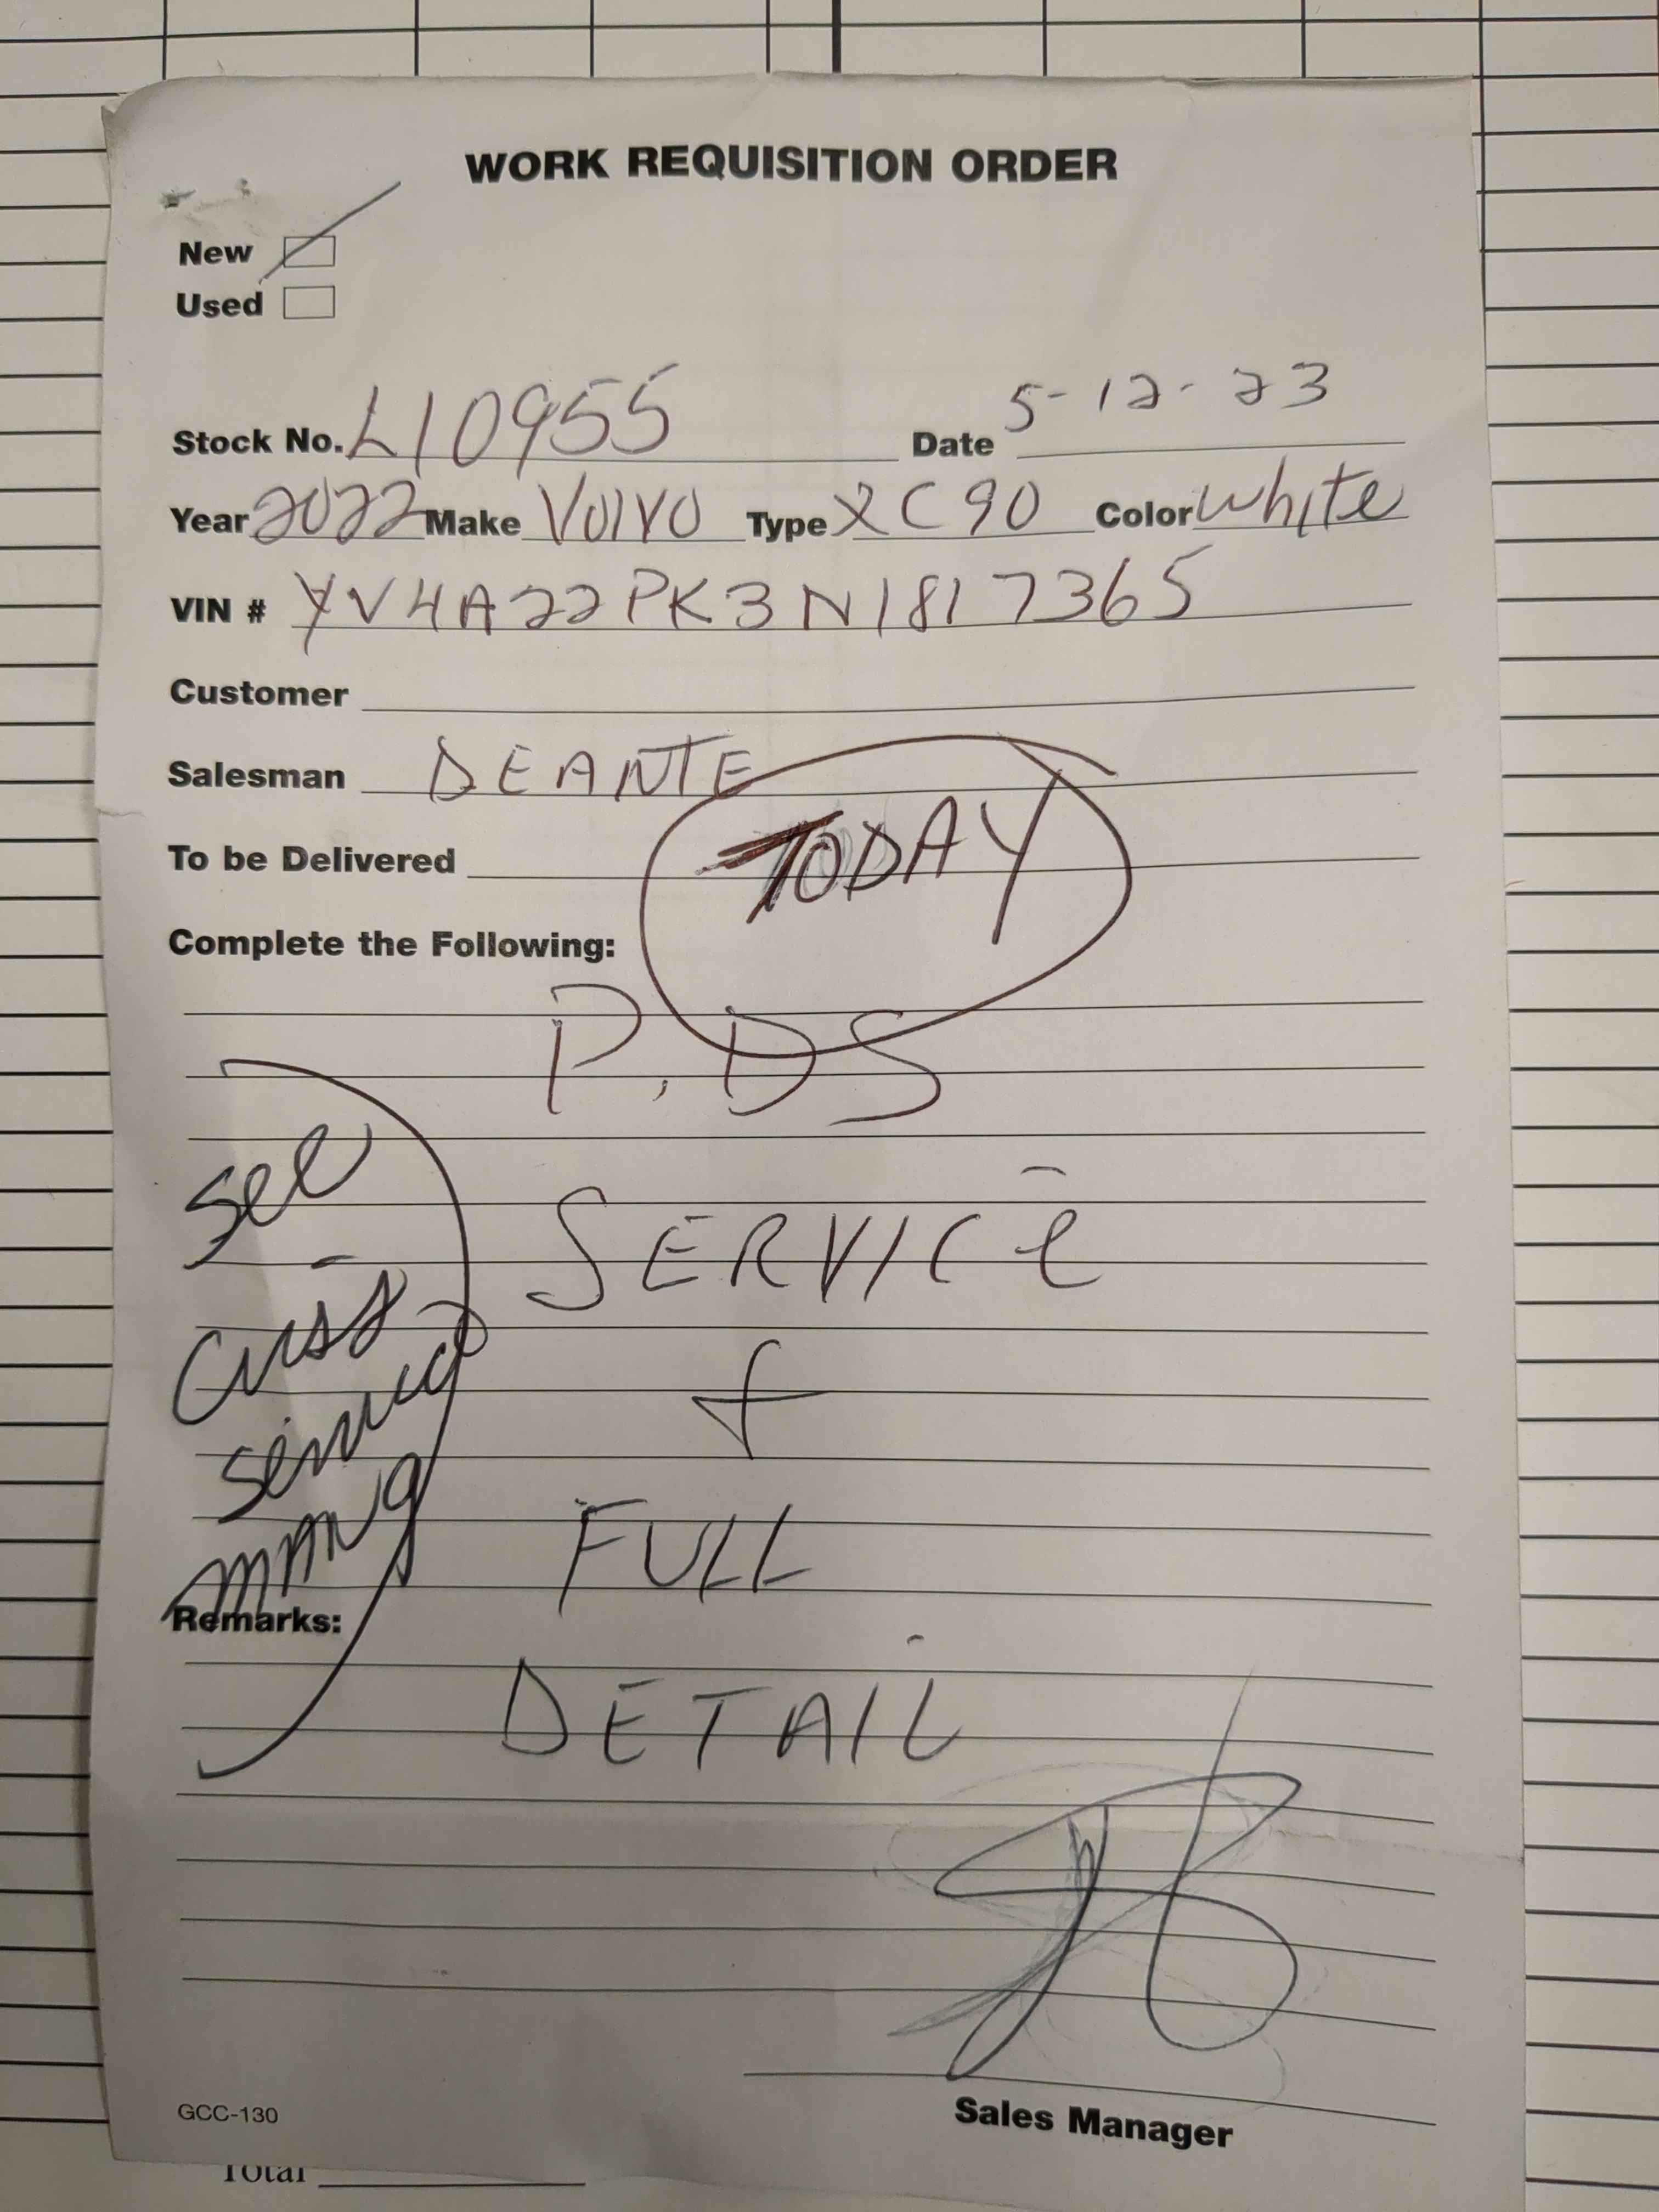 WORK REQUISITION ORDER
New
Used
Stock No. L10955 Date 5-12-23
Year 2022 Make Volvo Type XC90 Color White
VIN # YV4A22PK3N1817365
Customer
Salesman DEANTE
To be Delivered TODAY
Complete the Following:
P.DS
SERVICE
+
FULL
DETAIL
see
Cust
service
mng
Remarks:
Sales Manager
GCC-130
Total